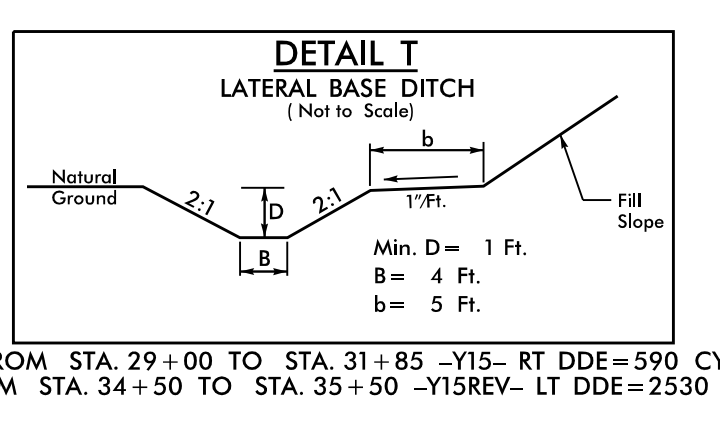 DETAIL T
LATERAL BASE DITCH
( Not to Scale)
b
Natural
Ground
2:1
D
2:1
1"/Ft.
Fill
Slope
B
Min. D = 1 Ft.
B = 4 Ft.
b = 5 Ft.
ROM STA. 29+00 TO STA. 31+85 -Y15- RT DDE=590 CY
M STA. 34+50 TO STA. 35+50 -Y15REV- LT DDE=2530